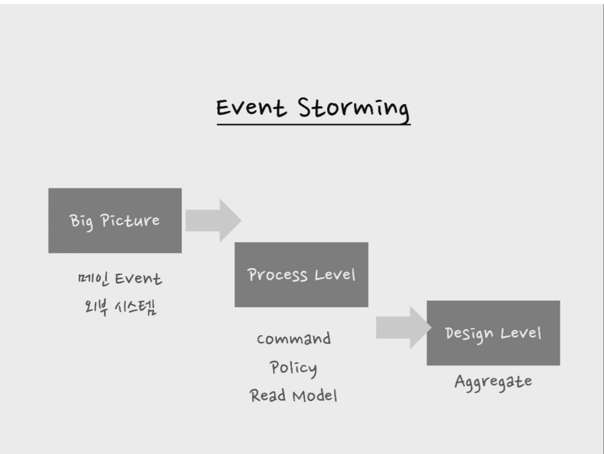 Event Storming
Big Picture
메인 Event
외부 시스템
Process Level
Command
Policy
Read Model
Design Level
Aggregate